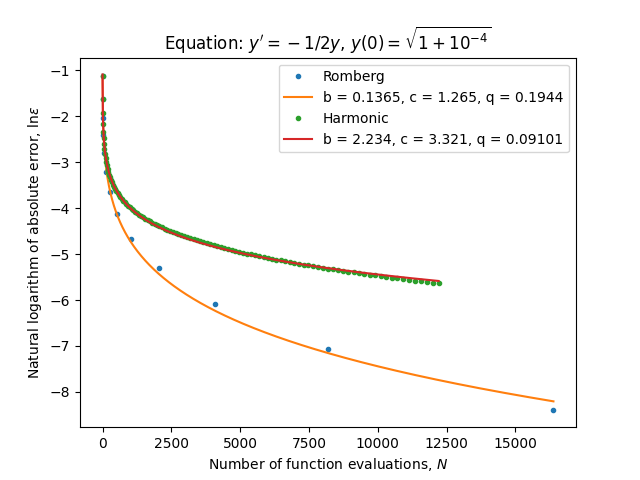 Equation: y′ = −1/2y, y(0) = √1 + 10⁻⁴
Romberg
b = 0.1365, c = 1.265, q = 0.1944
Harmonic
b = 2.234, c = 3.321, q = 0.09101
Natural logarithm of absolute error, lnε
−1
−2
−3
−4
−5
−6
−7
−8
0 2500 5000 7500 10000 12500 15000
Number of function evaluations, N